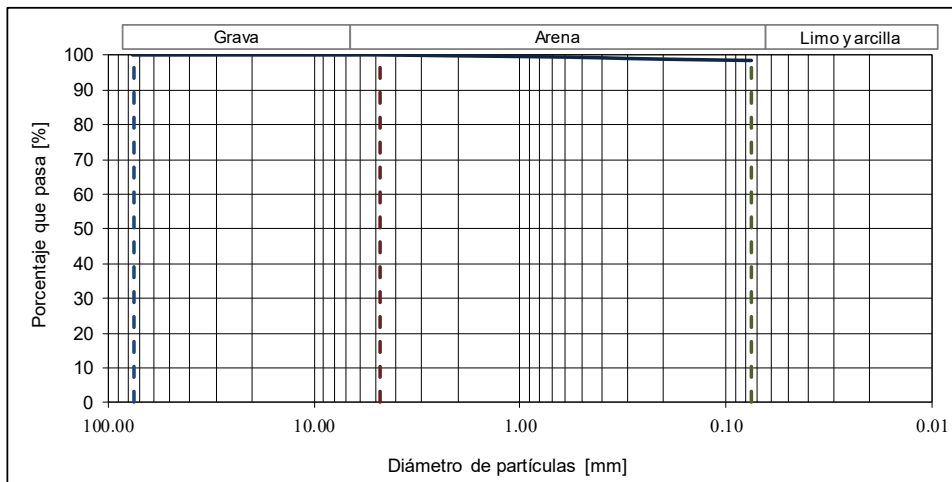 Grava Arena Limo y arcilla
100
90
80
70
60
50
40
30
20
10
0
Porcentaje que pasa [%]
100.00 10.00 1.00 0.10 0.01
Diámetro de partículas [mm]